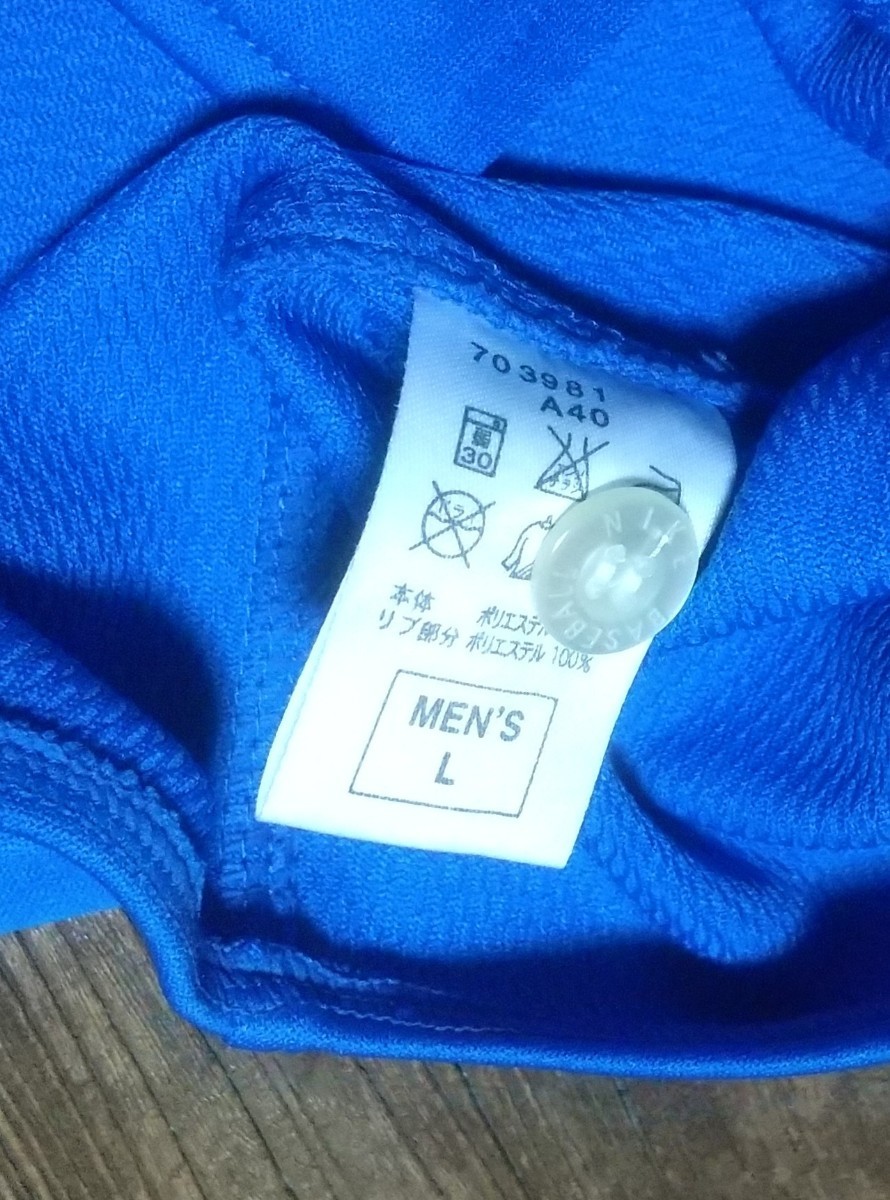 703981
A40
30
本体 ポリエステル
リブ部分 ポリエステル 100%
MEN'S
L
NIKE BASEBALL